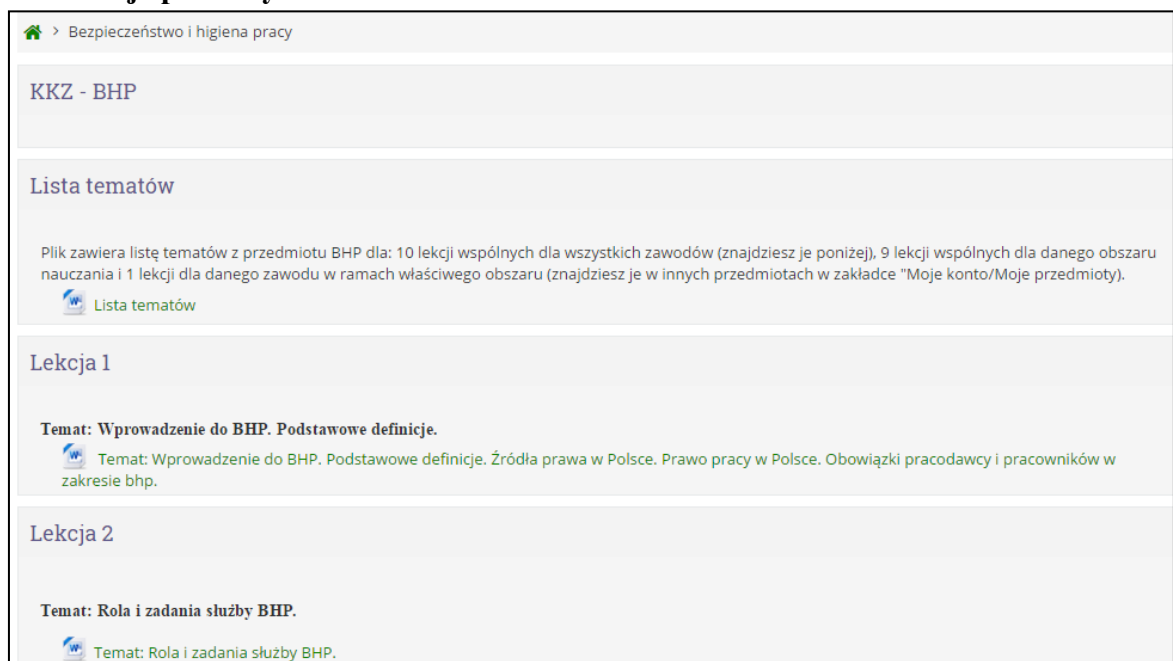 > Bezpieczeństwo i higiena pracy
KKZ - BHP
Lista tematów
Plik zawiera listę tematów z przedmiotu BHP dla: 10 lekcji wspólnych dla wszystkich zawodów (znajdziesz je poniżej), 9 lekcji wspólnych dla danego obszaru
nauczania i 1 lekcji dla danego zawodu w ramach właściwego obszaru (znajdziesz je w innych przedmiotach w zakładce "Moje konto/Moje przedmioty).
Lista tematów
Lekcja 1
Temat: Wprowadzenie do BHP. Podstawowe definicje.
Temat: Wprowadzenie do BHP. Podstawowe definicje. Źródła prawa w Polsce. Prawo pracy w Polsce. Obowiązki pracodawcy i pracowników w
zakresie bhp.
Lekcja 2
Temat: Rola i zadania służby BHP.
Temat: Rola i zadania służby BHP.